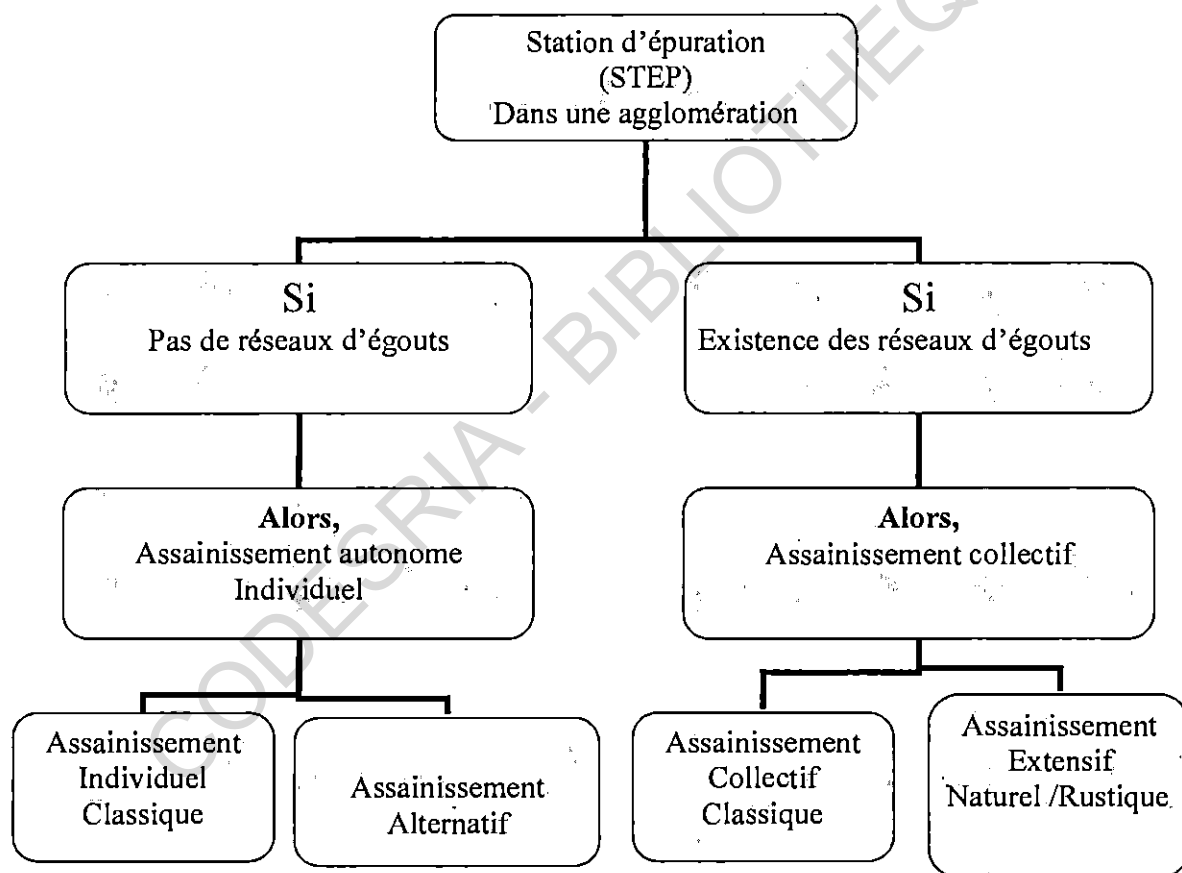 Station d'épuration
(STEP)
Dans une agglomération
Si
Pas de réseaux d'égouts
Si
Existence des réseaux d'égouts
Alors,
Assainissement autonome
Individuel
Alors,
Assainissement collectif
Assainissement
Individuel
Classique
Assainissement
Alternatif
Assainissement
Collectif
Classique
Assainissement
Extensif
Naturel /Rustique
CODESRIA - BIBLIOTHEQ